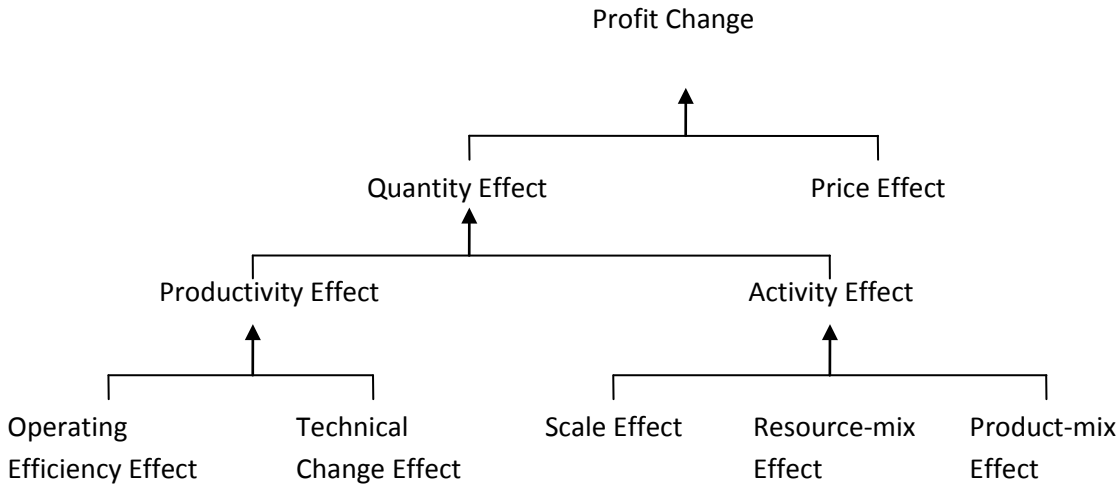 Profit Change
Quantity Effect
Price Effect
Productivity Effect
Activity Effect
Operating
Efficiency Effect
Technical
Change Effect
Scale Effect
Resource-mix
Effect
Product-mix
Effect